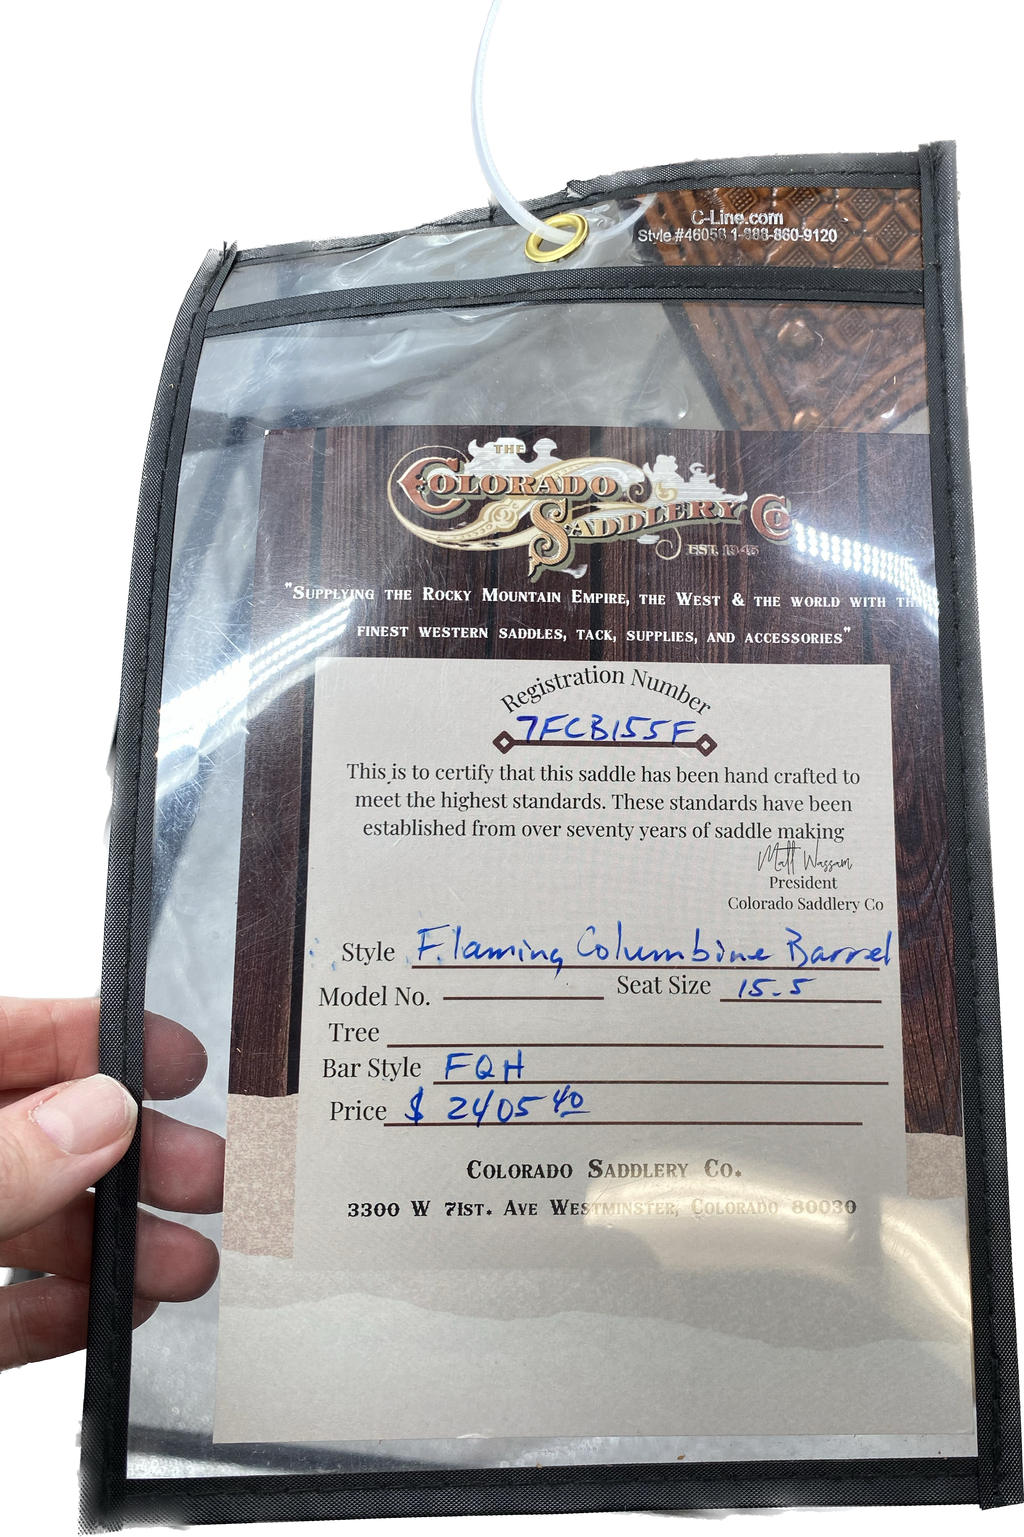 C-Line.com
Style #46058 1-888-860-9120
THE
COLORADO
SADDLERY CO
EST. 1945
"SUPPLYING THE ROCKY MOUNTAIN EMPIRE, THE WEST & THE WORLD WITH THE
FINEST WESTERN SADDLES, TACK, SUPPLIES, AND ACCESSORIES"
Registration Number
7FCB155F
This is to certify that this saddle has been hand crafted to
meet the highest standards. These standards have been
established from over seventy years of saddle making
Matt Wassam
President
Colorado Saddlery Co
Style Flaming Columbine Barrel
Model No. Seat Size 15.5
Tree
Bar Style FQH
Price $ 2405 40
COLORADO SADDLERY CO.
3300 W 71ST. AVE WESTMINSTER, COLORADO 80030